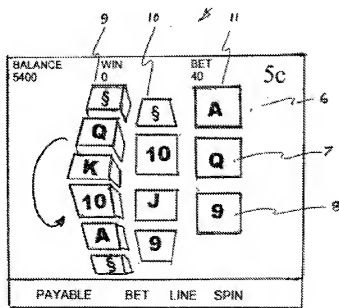 9 10 11
BALANCE WIN BET
5400 0 40 5c
§ § A 6
Q 10 Q 7
K J 9 8
10 9
A
§
PAYABLE BET LINE SPIN